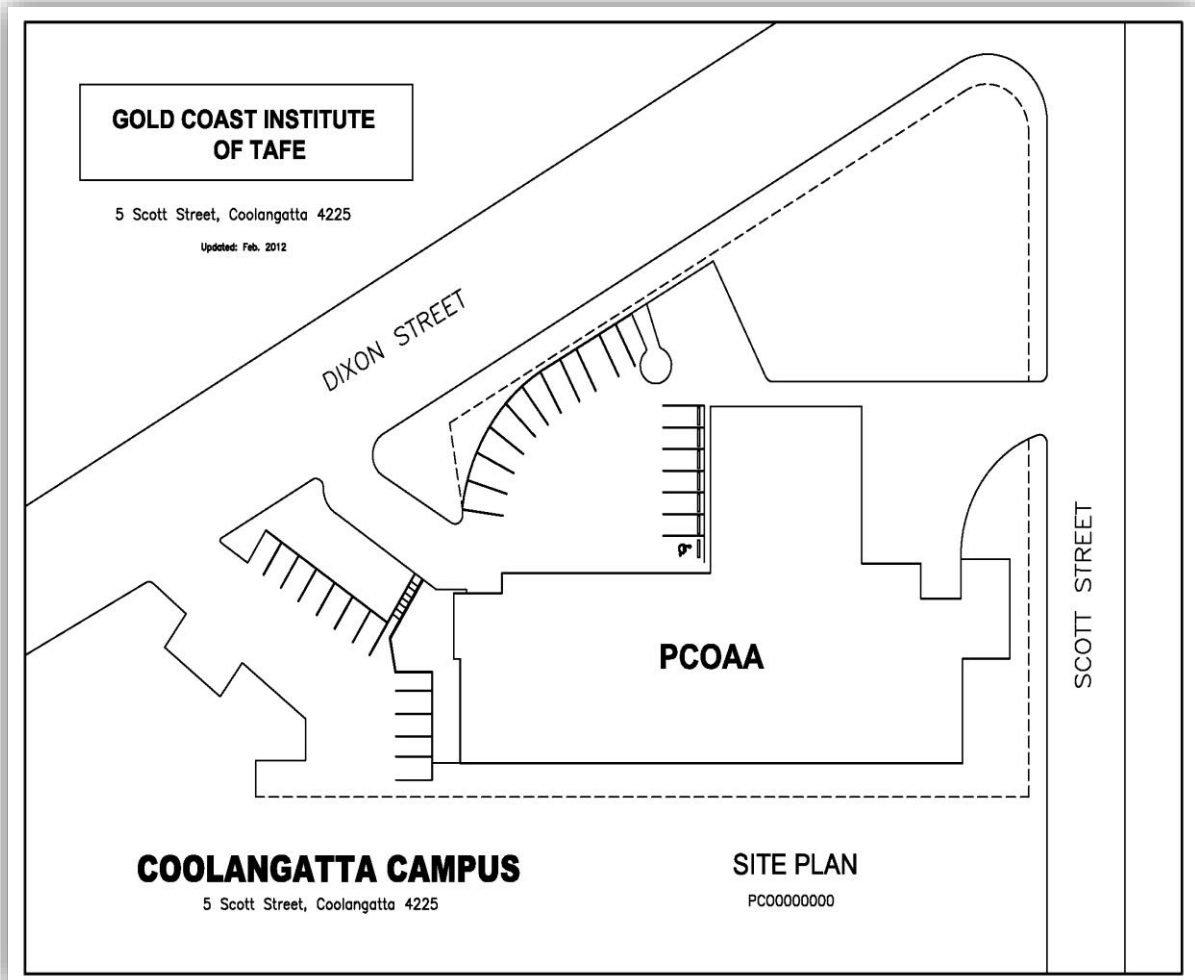 GOLD COAST INSTITUTE
OF TAFE
5 Scott Street, Coolangatta 4225
Updated: Feb. 2012
DIXON STREET
SCOTT STREET
PCOAA
COOLANGATTA CAMPUS
5 Scott Street, Coolangatta 4225
SITE PLAN
PCO0000000